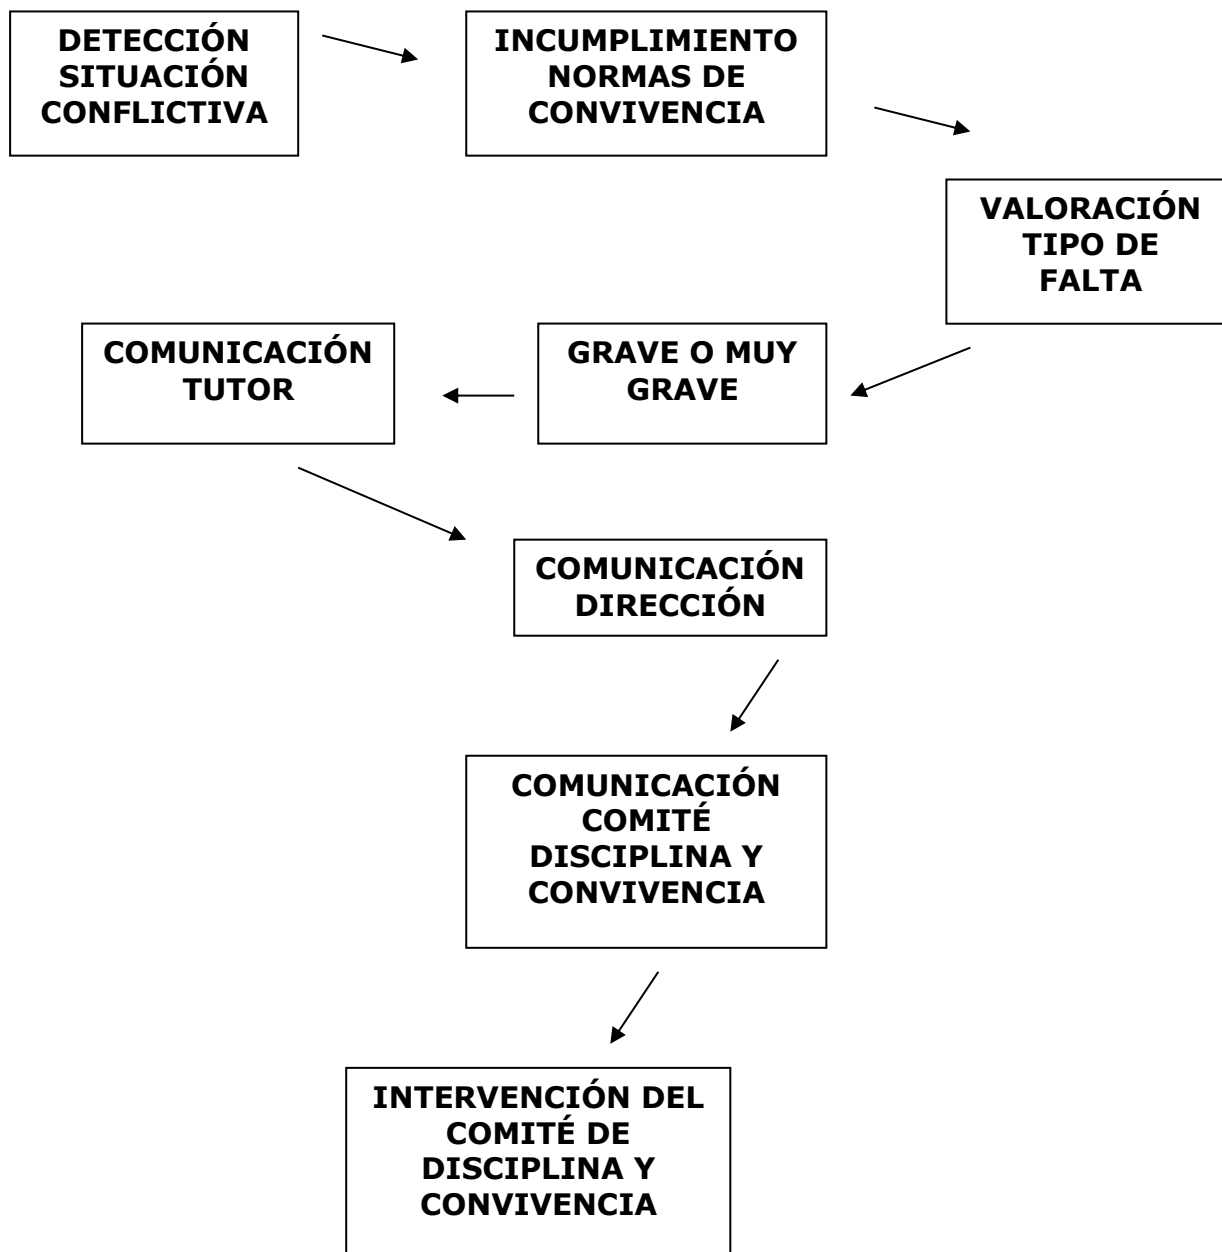 DETECCIÓN
SITUACIÓN
CONFLICTIVA
INCUMPLIMIENTO
NORMAS DE
CONVIVENCIA
VALORACIÓN
TIPO DE
FALTA
GRAVE O MUY
GRAVE
COMUNICACIÓN
TUTOR
COMUNICACIÓN
DIRECCIÓN
COMUNICACIÓN
COMITÉ
DISCIPLINA Y
CONVIVENCIA
INTERVENCIÓN DEL
COMITÉ DE
DISCIPLINA Y
CONVIVENCIA